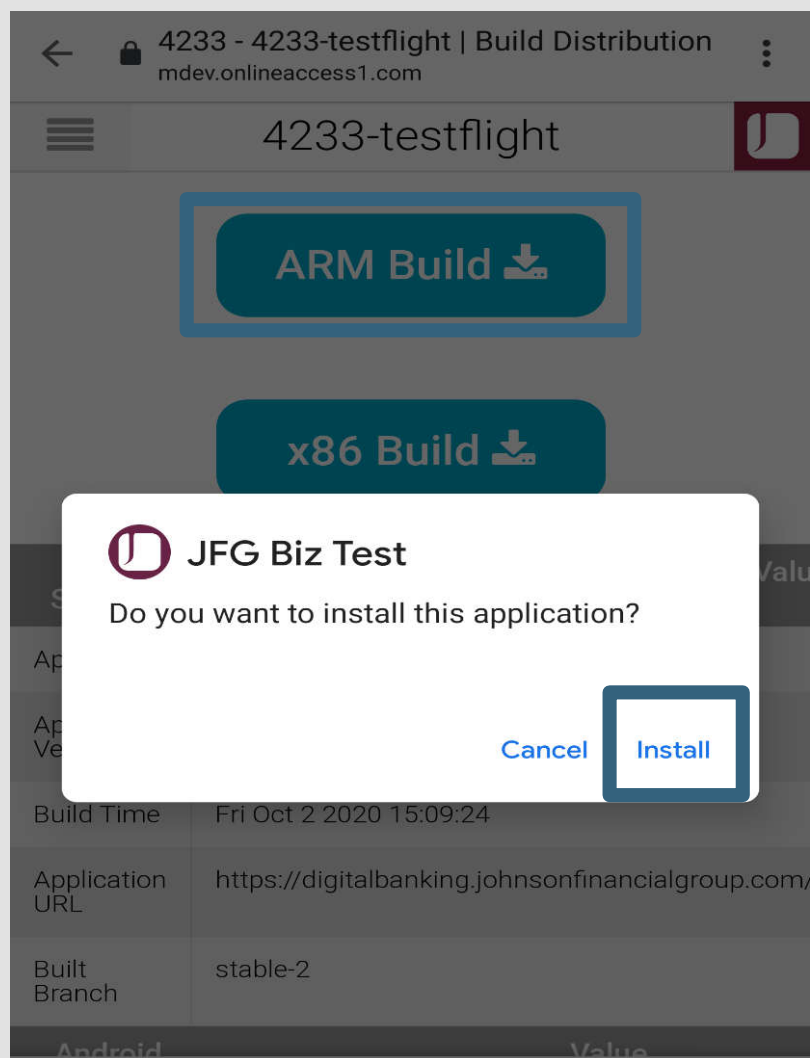 4233 - 4233-testflight | Build Distribution
mdev.onlineaccess1.com
4233-testflight
ARM Build
x86 Build
JFG Biz Test
Do you want to install this application?
Cancel Install
Build Time Fri Oct 2 2020 15:09:24
Application URL https://digitalbanking.johnsonfinancialgroup.com/
Built Branch stable-2
Android Value